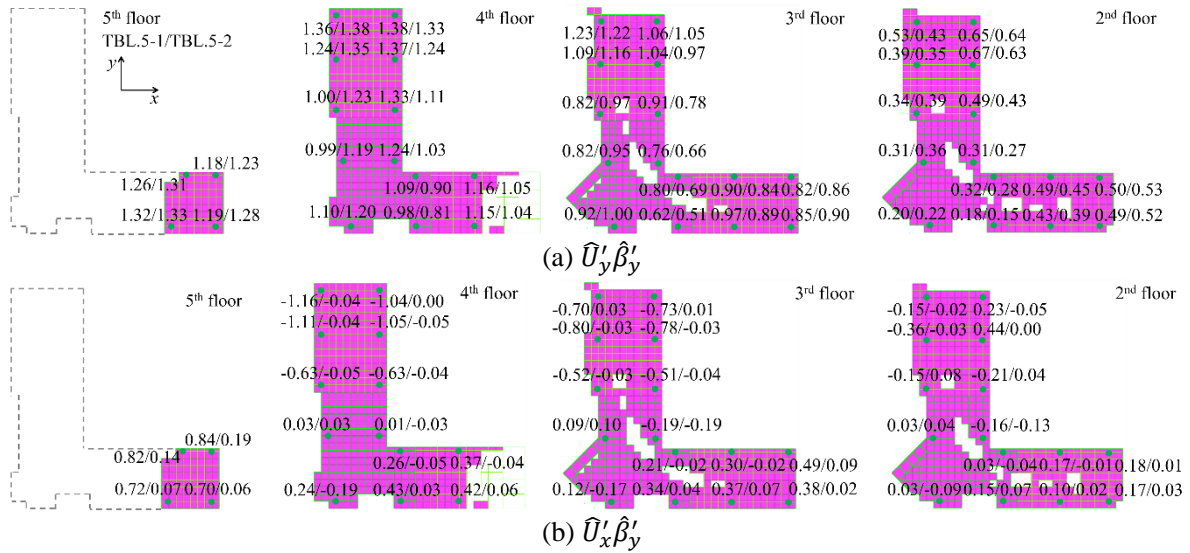 5th floor
TBL.5-1/TBL.5-2
y
x
1.18/1.23
1.26/1.31
1.32/1.33 1.19/1.28
4th floor
1.36/1.38 1.38/1.33
1.24/1.35 1.37/1.24
1.00/1.23 1.33/1.11
0.99/1.19 1.24/1.03
1.09/0.90 1.16/1.05
1.10/1.20 0.98/0.81 1.15/1.04
3rd floor
1.23/1.22 1.06/1.05
1.09/1.16 1.04/0.97
0.82/0.97 0.91/0.78
0.82/0.95 0.76/0.66
0.80/0.69 0.90/0.84 0.82/0.86
0.92/1.00 0.62/0.51 0.97/0.89 0.85/0.90
2nd floor
0.53/0.43 0.65/0.64
0.39/0.35 0.67/0.63
0.34/0.39 0.49/0.43
0.31/0.36 0.31/0.27
0.32/0.28 0.49/0.45 0.50/0.53
0.20/0.22 0.18/0.15 0.43/0.39 0.49/0.52
(a) Û′yβ̂′y
5th floor
0.84/0.19
0.82/0.14
0.72/0.07 0.70/0.06
4th floor
-1.16/-0.04 -1.04/0.00
-1.11/-0.04 -1.05/-0.05
-0.63/-0.05 -0.63/-0.04
0.03/0.03 0.01/-0.03
0.26/-0.05 0.37/-0.04
0.24/-0.19 0.43/0.03 0.42/0.06
3rd floor
-0.70/0.03 -0.73/0.01
-0.80/-0.03 -0.78/-0.03
-0.52/-0.03 -0.51/-0.04
0.09/0.10 -0.19/-0.19
0.21/-0.02 0.30/-0.02 0.49/0.09
0.12/-0.17 0.34/0.04 0.37/0.07 0.38/0.02
2nd floor
-0.15/-0.02 0.23/-0.05
-0.36/-0.03 0.44/0.00
-0.15/0.08 -0.21/0.04
0.03/0.04 -0.16/-0.13
0.03/-0.04 0.17/-0.01 0.18/0.01
0.03/-0.09 0.15/0.07 0.10/0.02 0.17/0.03
(b) Û′xβ̂′y